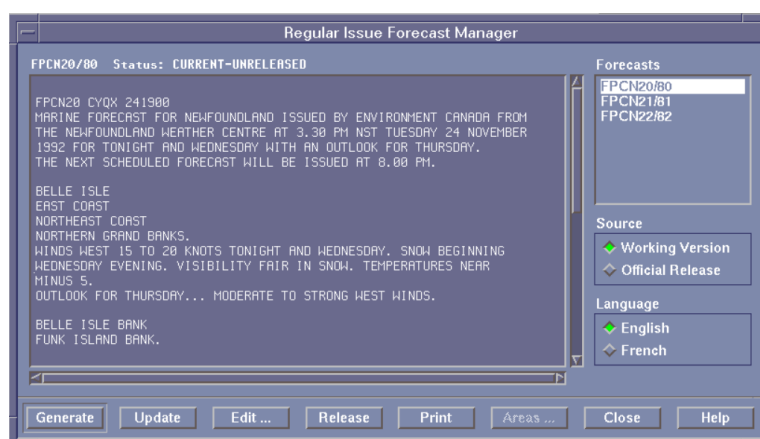 Regular Issue Forecast Manager
FPCN20/80 Status: CURRENT-UNRELEASED
FPCN20 CYQX 241900
MARINE FORECAST FOR NEWFOUNDLAND ISSUED BY ENVIRONMENT CANADA FROM
THE NEWFOUNDLAND WEATHER CENTRE AT 3.30 PM NST TUESDAY 24 NOVEMBER
1992 FOR TONIGHT AND WEDNESDAY WITH AN OUTLOOK FOR THURSDAY.
THE NEXT SCHEDULED FORECAST WILL BE ISSUED AT 8.00 PM.
BELLE ISLE
EAST COAST
NORTHEAST COAST
NORTHERN GRAND BANKS.
WINDS WEST 15 TO 20 KNOTS TONIGHT AND WEDNESDAY. SNOW BEGINNING
WEDNESDAY EVENING. VISIBILITY FAIR IN SNOW. TEMPERATURES NEAR
MINUS 5.
OUTLOOK FOR THURSDAY... MODERATE TO STRONG WEST WINDS.
BELLE ISLE BANK
FUNK ISLAND BANK.
Forecasts
FPCN20/80
FPCN21/81
FPCN22/82
Source
Working Version
Official Release
Language
English
French
Generate Update Edit ... Release Print Areas ... Close Help